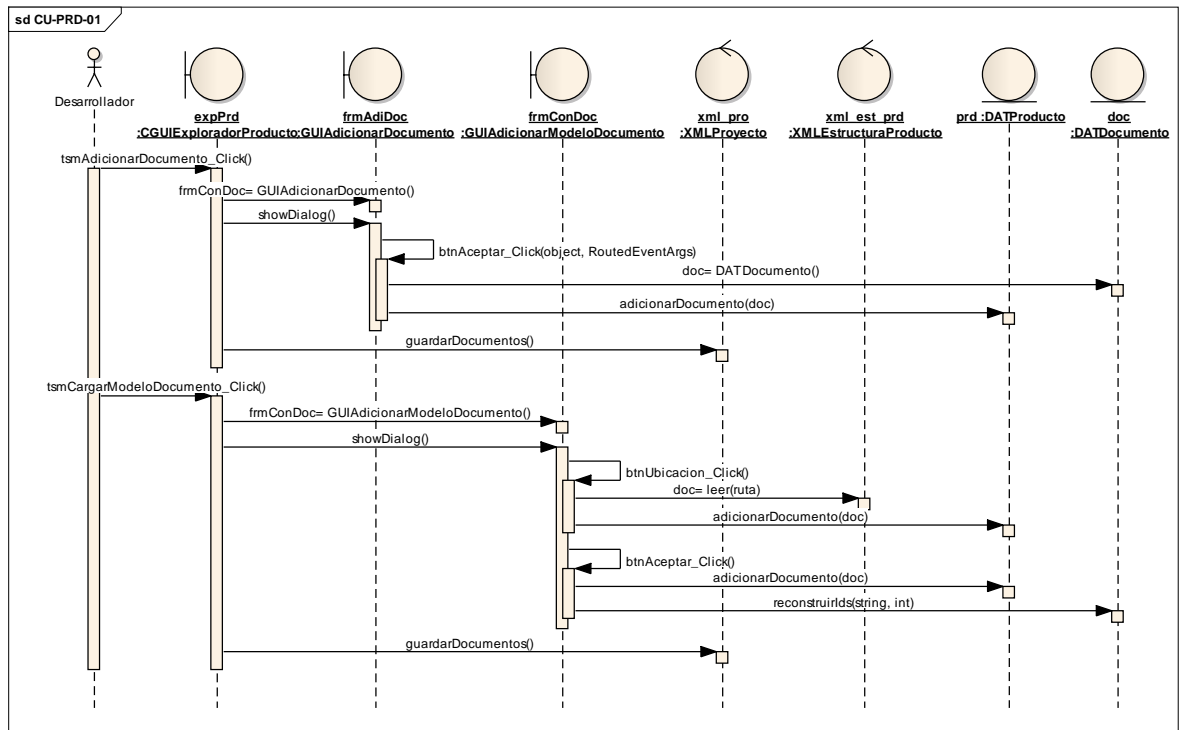 sd CU-PRD-01
Desarrollador
expPrd
:CGUIExploradorProducto
frmAdiDoc
:GUIAdicionarDocumento
frmConDoc
:GUIAdicionarModeloDocumento
xml_pro
:XMLProyecto
xml_est_prd
:XMLEstructuraProducto
prd :DATProducto
doc
:DATDocumento
tsmAdicionarDocumento_Click()
frmConDoc= GUIAdicionarDocumento()
showDialog()
btnAceptar_Click(object, RoutedEventArgs)
doc= DATDocumento()
adicionarDocumento(doc)
guardarDocumentos()
tsmCargarModeloDocumento_Click()
frmConDoc= GUIAdicionarModeloDocumento()
showDialog()
btnUbicacion_Click()
doc= leer(ruta)
adicionarDocumento(doc)
btnAceptar_Click()
adicionarDocumento(doc)
reconstruirIds(string, int)
guardarDocumentos()